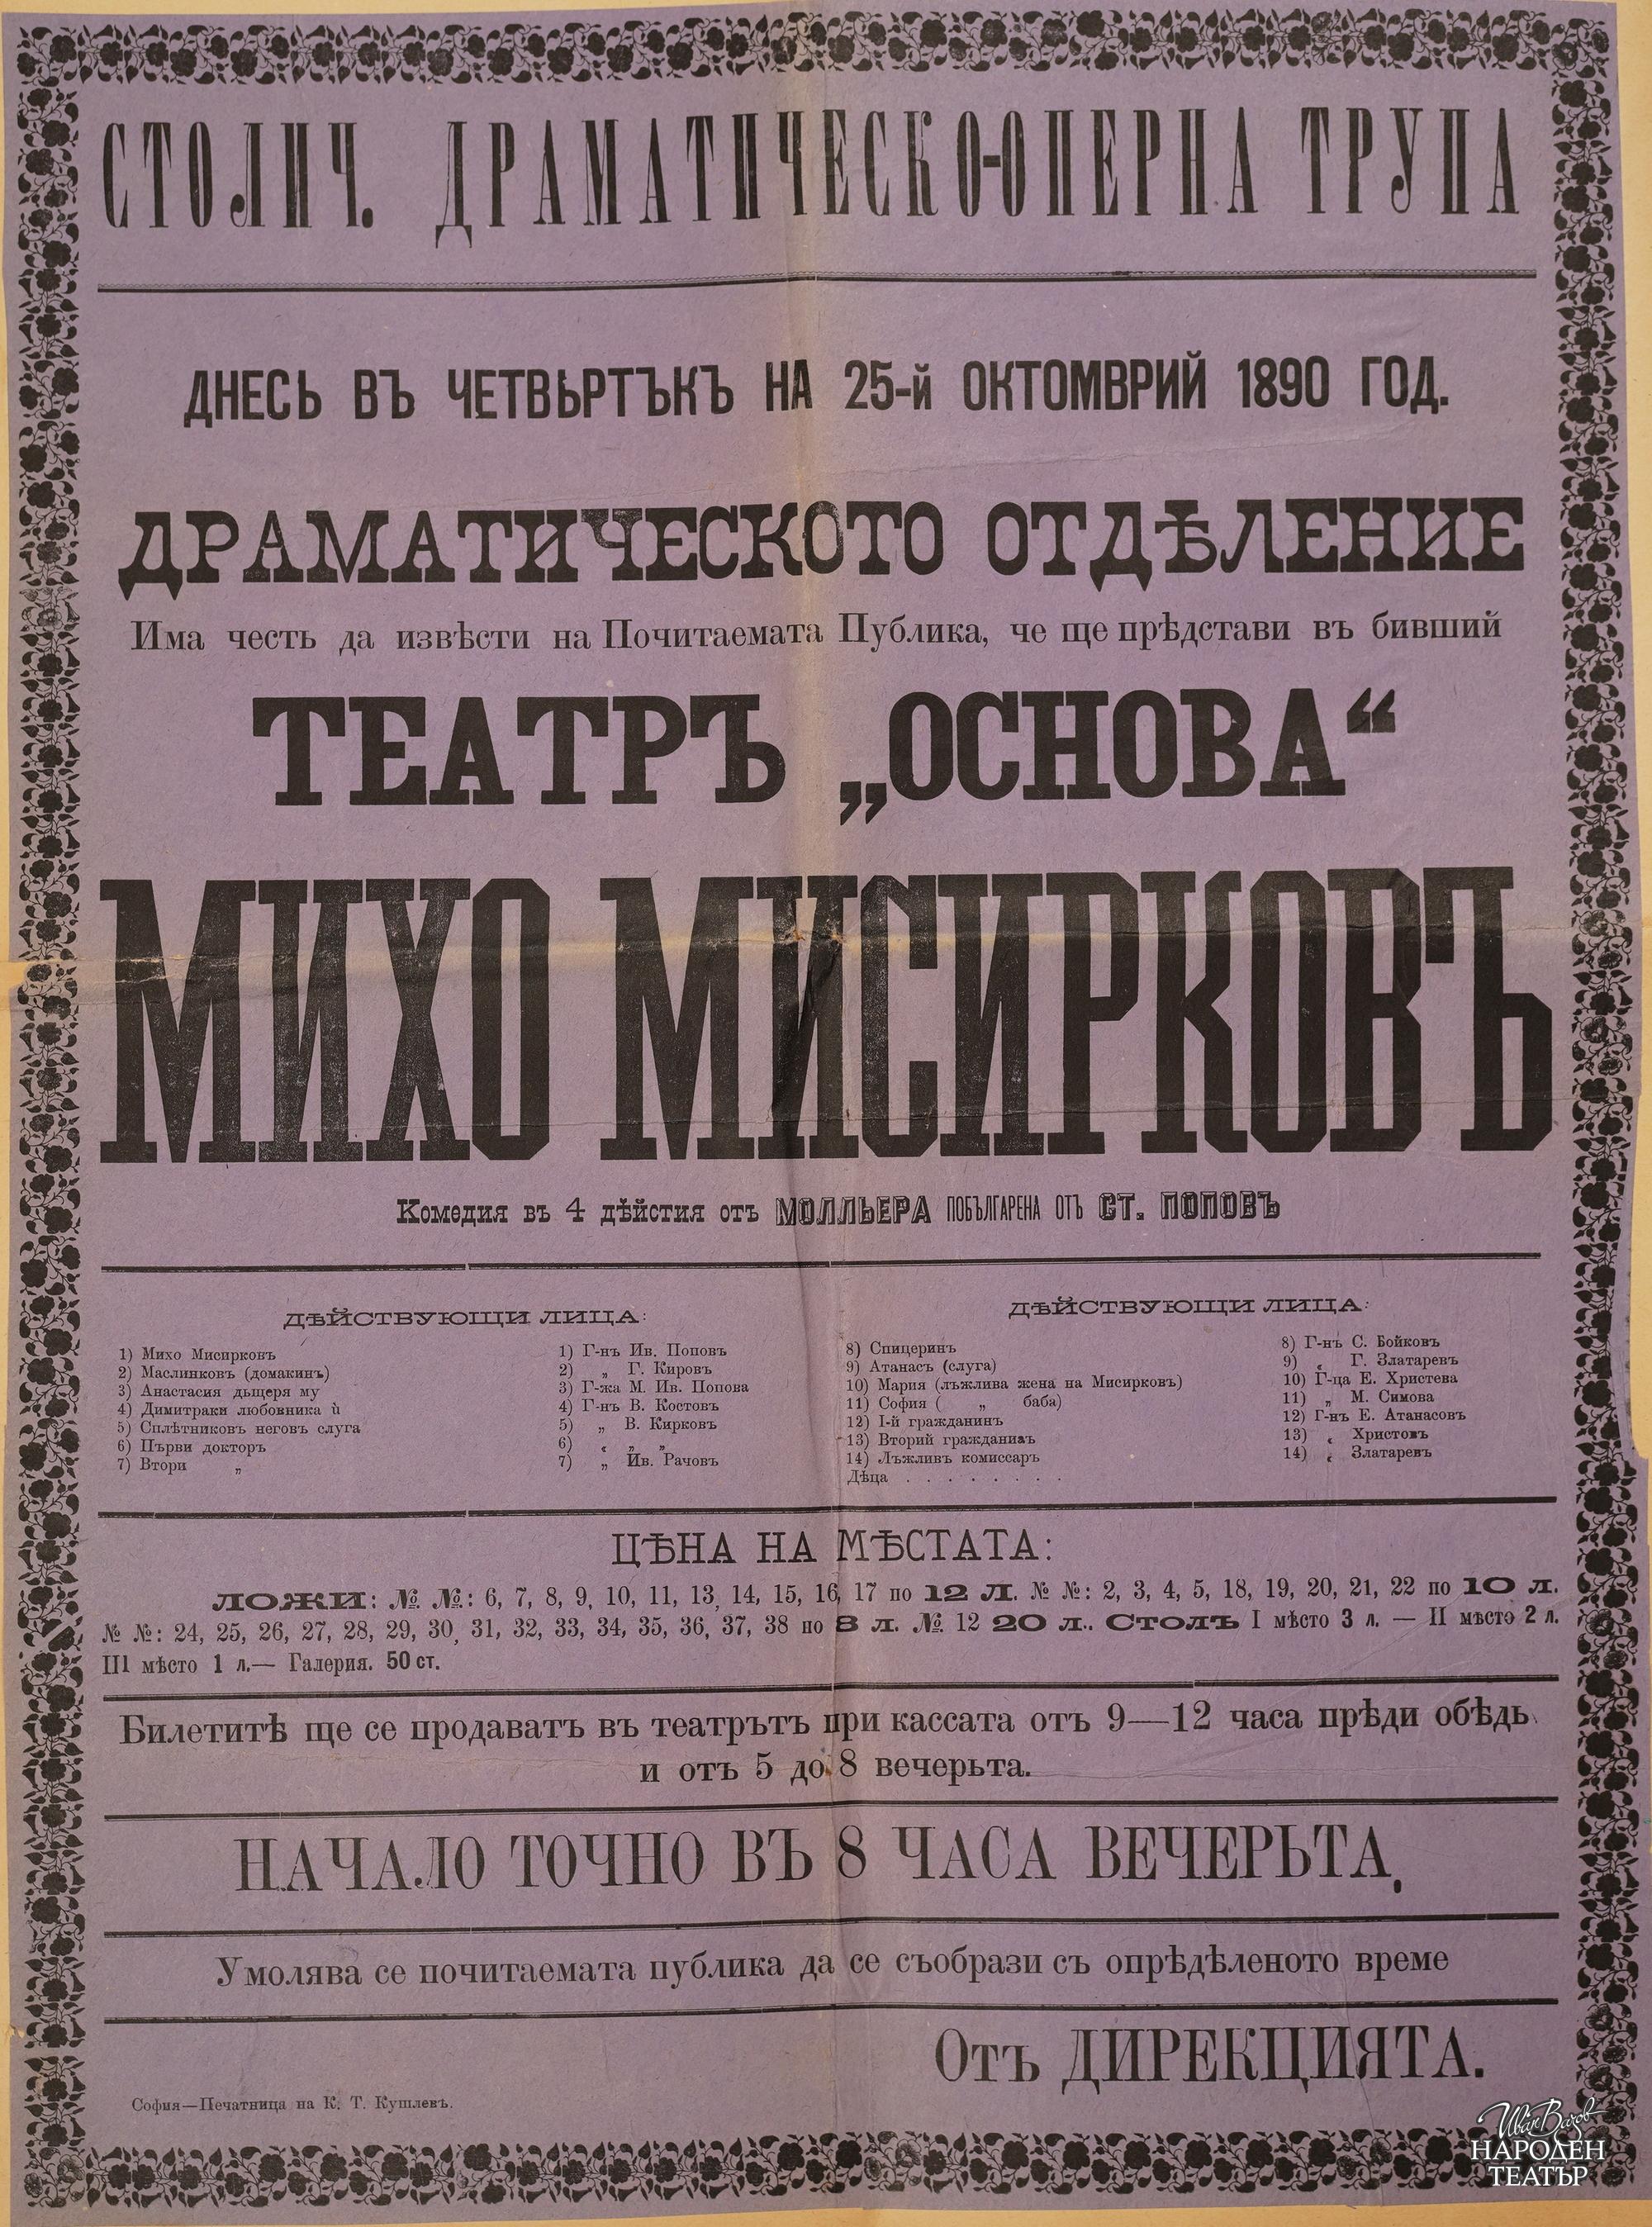 СТОЛИЧ. ДРАМАТИЧЕСКО-ОПЕРНА ТРУПА
ДНЕСЬ ВЪ ЧЕТВЬРТЪКЪ НА 25-й ОКТОМВРИЙ 1890 ГОД.
ДРАМАТИЧЕСКОТО ОТДѢЛЕНИЕ
Има честь да извѣсти на Почитаемата Публика, че ще прѣдстави въ бивший
ТЕАТРЪ „ОСНОВА“
МИХО МИСИРКОВЪ
Комедия въ 4 дѣйстия отъ МОЛЛЬЕРА ПОБЪЛГАРЕНА ОТЪ СТ. ПОПОВЪ
ДѢЙСТВУЮЩИ ЛИЦА:
1) Михо Мисирковъ 1) Г-нъ Ив. Поповъ
2) Маслинковъ (домакинъ) 2) „ Г. Кировъ
3) Анастасия дьщеря му 3) Г-жа М. Ив. Попова
4) Димитраки любовника ѝ 4) Г-нъ В. Костовъ
5) Сплѣтниковъ неговъ слуга 5) „ В. Кирковъ
6) Първи докторъ 6) „ „ „
7) Втори „ 7) „ Ив. Рачовъ
ДѢЙСТВУЮЩИ ЛИЦА:
8) Спицеринъ 8) Г-нъ С. Бойковъ
9) Атанасъ (слуга) 9) „ Г. Златаревъ
10) Мария (лъжлива жена на Мисирковъ) 10) Г-ца Е. Христева
11) София ( „ баба) 11) „ М. Симова
12) I-й гражданинъ 12) Г-нъ Е. Атанасовъ
13) Вторий гражданинъ 13) „ Христовъ
14) Лъжливъ комиссаръ 14) „ Златаревъ
Дѣца . . . . . . . .
ЦѢНА НА МѢСТАТА:
ЛОЖИ: № №: 6, 7, 8, 9, 10, 11, 13, 14, 15, 16, 17 по 12 Л. № №: 2, 3, 4, 5, 18, 19, 20, 21, 22 по 10 л.
№ №: 24, 25, 26, 27, 28, 29, 30, 31, 32, 33, 34, 35, 36, 37, 38 по 8 л. № 12 20 л.. Столъ I мѣсто 3 л. — II мѣсто 2 л.
III мѣсто 1 л.— Галерия. 50 ст.
Билетитѣ ще се продаватъ въ театрътъ при кассата отъ 9—12 часа прѣди обѣдъ
и отъ 5 до 8 вечерьта.
НАЧАЛО ТОЧНО ВЪ 8 ЧАСА ВЕЧЕРЬТА,
Умолява се почитаемата публика да се съобрази съ опрѣдѣленото време
Отъ ДИРЕКЦИЯТА.
София—Печатница на К. Т. Кушлевъ.
Иван Вазов
НАРОДЕН
ТЕАТЪР